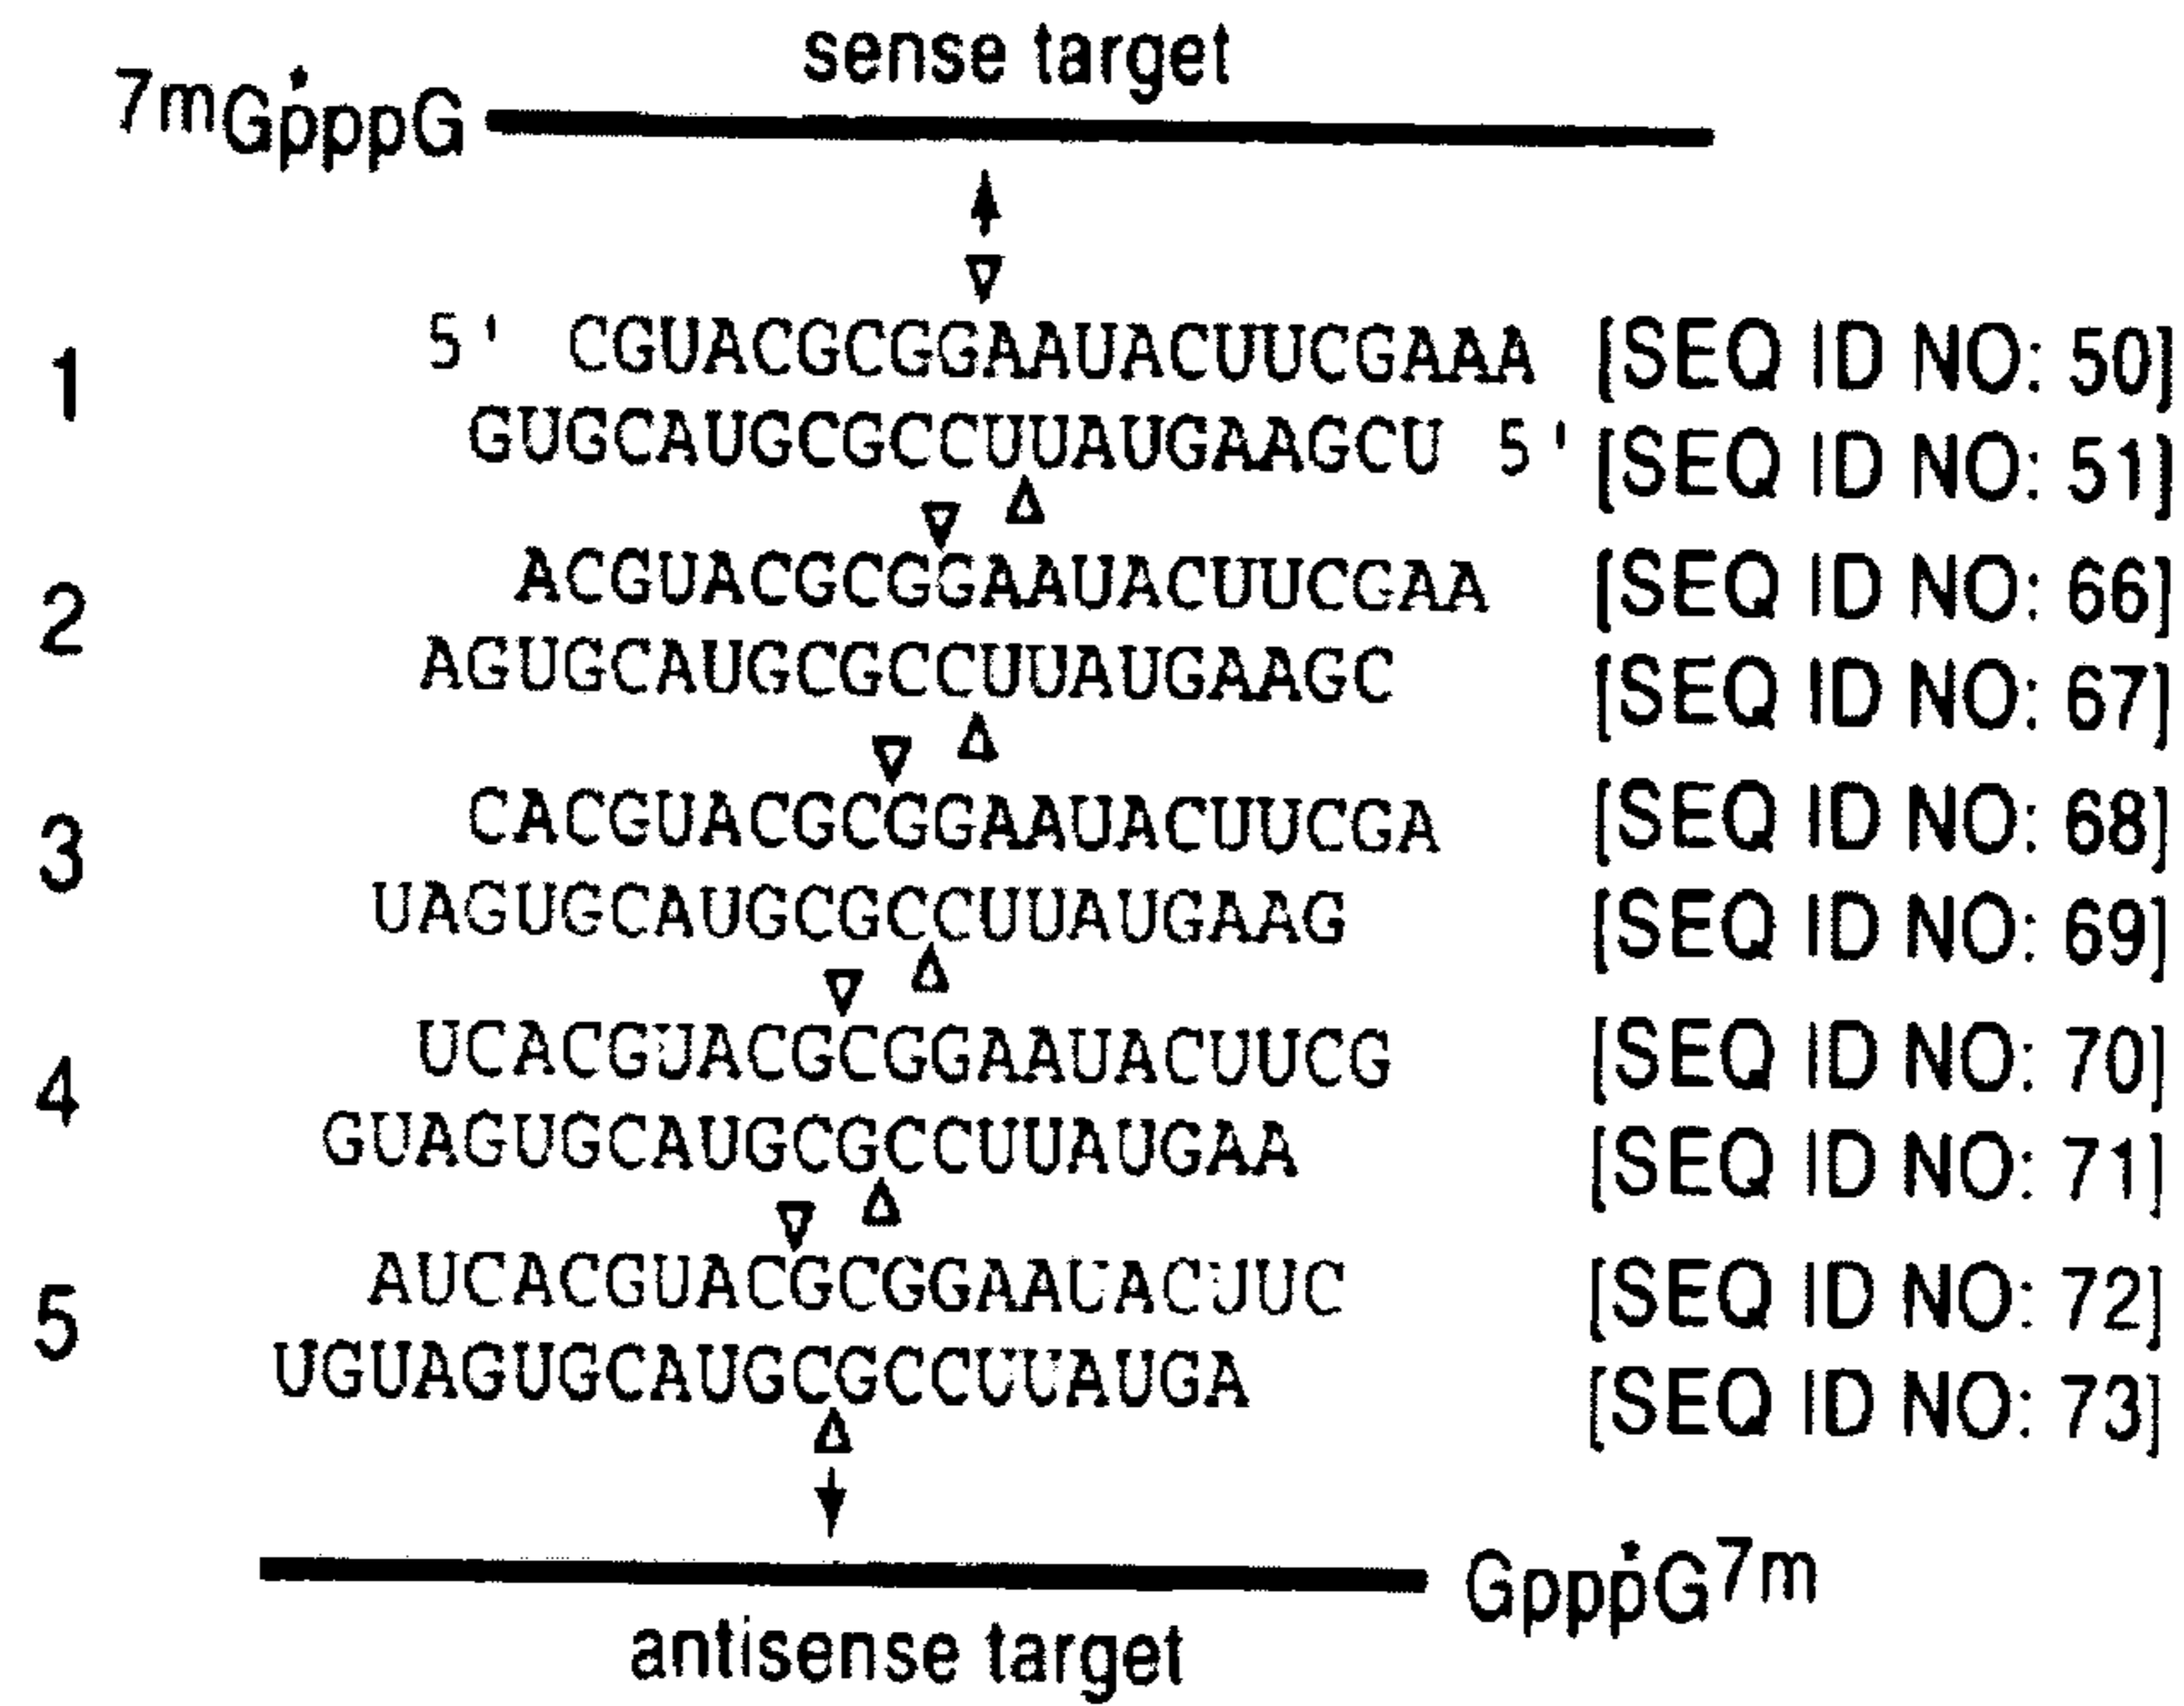 sense target
7mGpppG
1
5' CGUACGCGGAAUACUUCGAAA [SEQ ID NO: 50]
GUGCAUGCGCCUUAUGAAGCU 5' [SEQ ID NO: 51]
2
ACGUACGCGGAAUACUUCGAA [SEQ ID NO: 66]
AGUGCAUGCGCCUUAUGAAGC [SEQ ID NO: 67]
3
CACGUACGCGGAAUACUUCGA [SEQ ID NO: 68]
UAGUGCAUGCGCCUUAUGAAG [SEQ ID NO: 69]
4
UCACGUACGCGGAAUACUUCG [SEQ ID NO: 70]
GUAGUGCAUGCGCCUUAUGAA [SEQ ID NO: 71]
5
AUCACGUACGCGGAAUACUUC [SEQ ID NO: 72]
UGUAGUGCAUGCGCCUUAUGA [SEQ ID NO: 73]
GpppG7m
antisense target